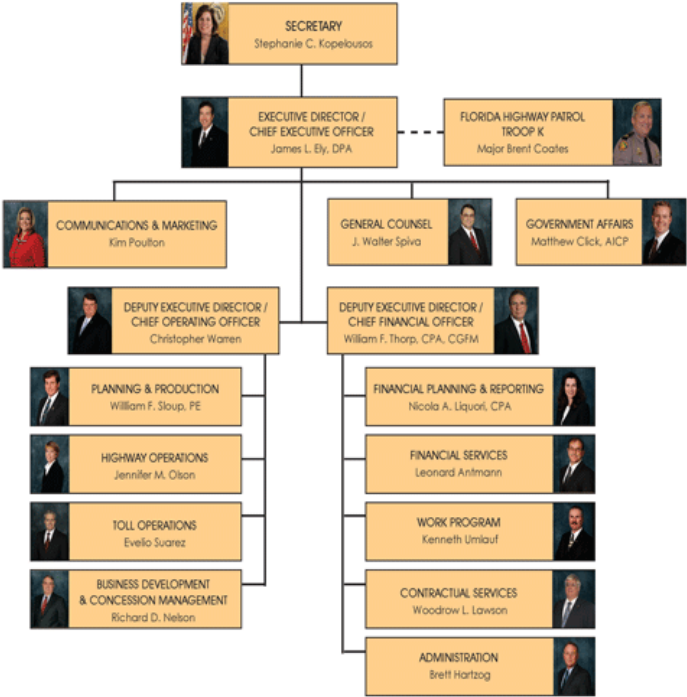 SECRETARY
Stephanie C. Kopelousos
EXECUTIVE DIRECTOR /
CHIEF EXECUTIVE OFFICER
James L. Ely, DPA
FLORIDA HIGHWAY PATROL
TROOP K
Major Brent Coates
COMMUNICATIONS & MARKETING
Kim Poulton
GENERAL COUNSEL
J. Walter Spiva
GOVERNMENT AFFAIRS
Matthew Click, AICP
DEPUTY EXECUTIVE DIRECTOR /
CHIEF OPERATING OFFICER
Christopher Warren
DEPUTY EXECUTIVE DIRECTOR /
CHIEF FINANCIAL OFFICER
William F. Thorp, CPA, CGFM
PLANNING & PRODUCTION
Willliam F. Sloup, PE
HIGHWAY OPERATIONS
Jennifer M. Olson
TOLL OPERATIONS
Evelio Suarez
BUSINESS DEVELOPMENT
& CONCESSION MANAGEMENT
Richard D. Nelson
FINANCIAL PLANNING & REPORTING
Nicola A. Liquori, CPA
FINANCIAL SERVICES
Leonard Antmann
WORK PROGRAM
Kenneth Umlauf
CONTRACTUAL SERVICES
Woodrow L. Lawson
ADMINISTRATION
Brett Hartzog